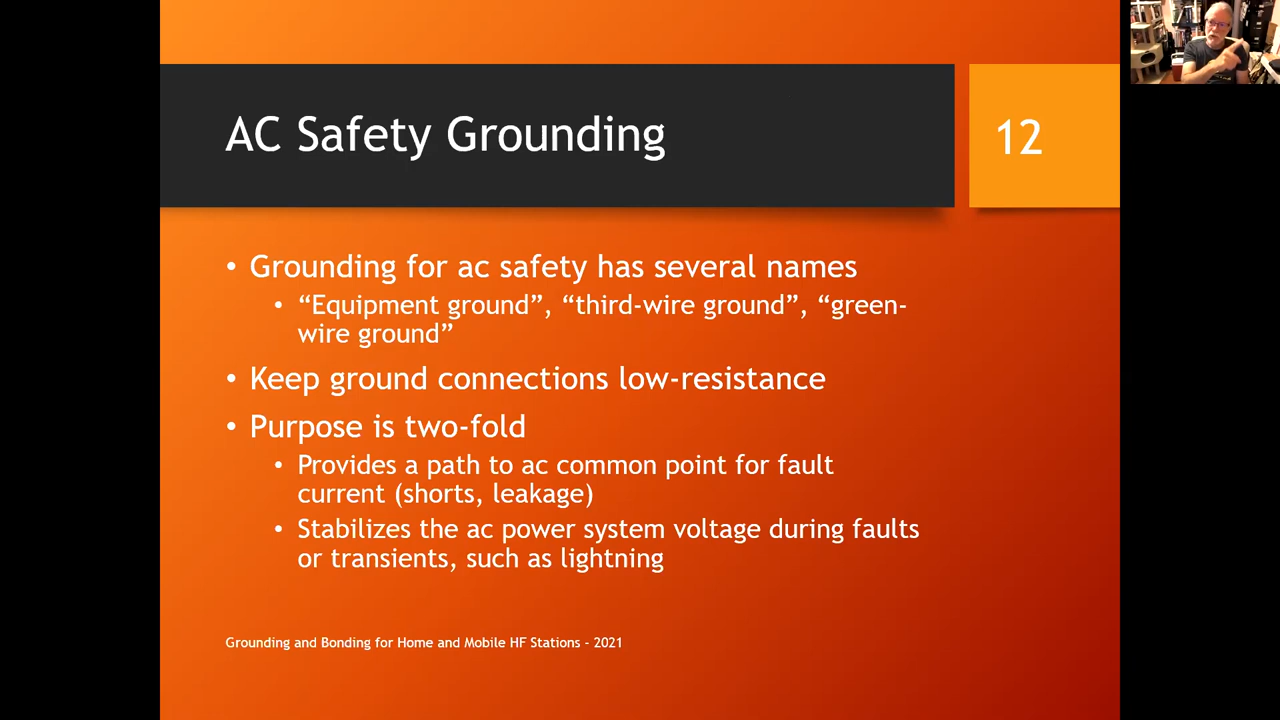 AC Safety Grounding
12
• Grounding for ac safety has several names
• “Equipment ground”, “third-wire ground”, “green-
wire ground”
• Keep ground connections low-resistance
• Purpose is two-fold
• Provides a path to ac common point for fault
current (shorts, leakage)
• Stabilizes the ac power system voltage during faults
or transients, such as lightning
Grounding and Bonding for Home and Mobile HF Stations - 2021